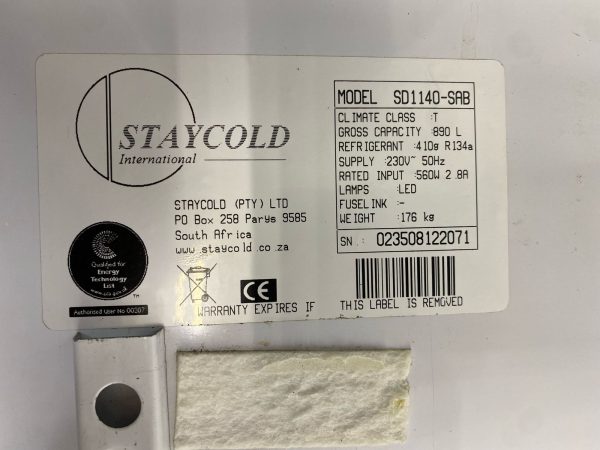 STAYCOLD
International
STAYCOLD (PTY) LTD
PO Box 258 Parys 9585
South Africa
www.staycold.co.za
MODEL SD1140-SAB
CLIMATE CLASS :T
GROSS CAPACITY :890 L
REFRIGERANT :410g R134a
SUPPLY :230V~ 50Hz
RATED INPUT :560W 2.8A
LAMPS :LED
FUSELINK :-
WEIGHT :176 kg
SN.: 023508122071
Qualified for
Energy
Technology
List
TM
Authorised User No 00307
CE
WARRANTY EXPIRES IF THIS LABEL IS REMOVED